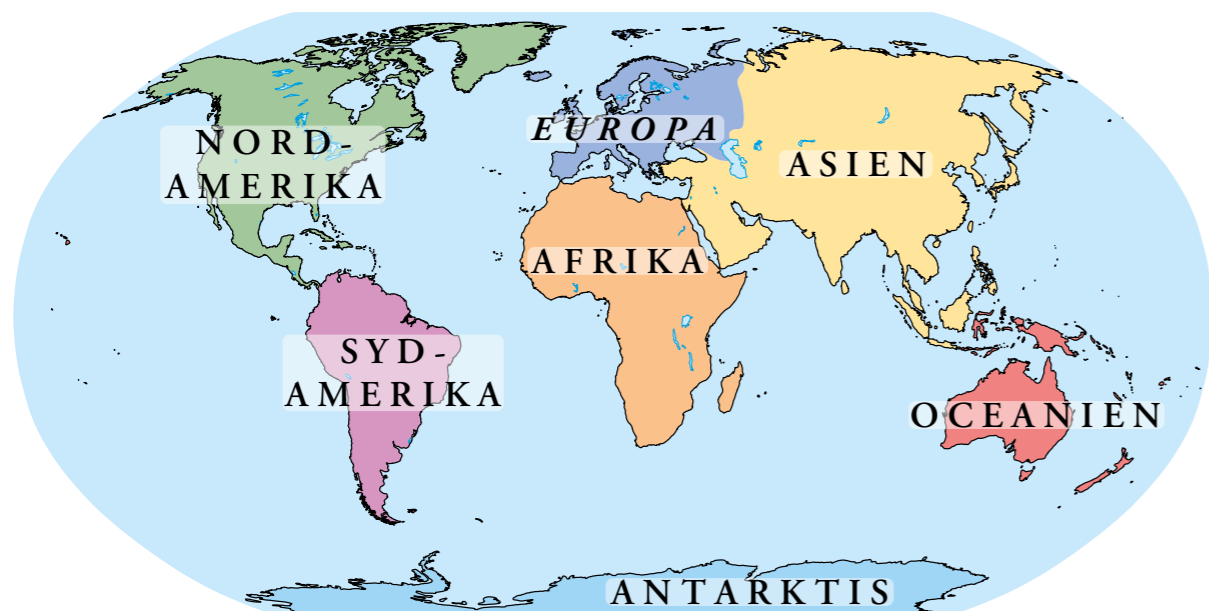 NORD-
AMERIKA
EUROPA
ASIEN
AFRIKA
SYD-
AMERIKA
OCEANIEN
ANTARKTIS